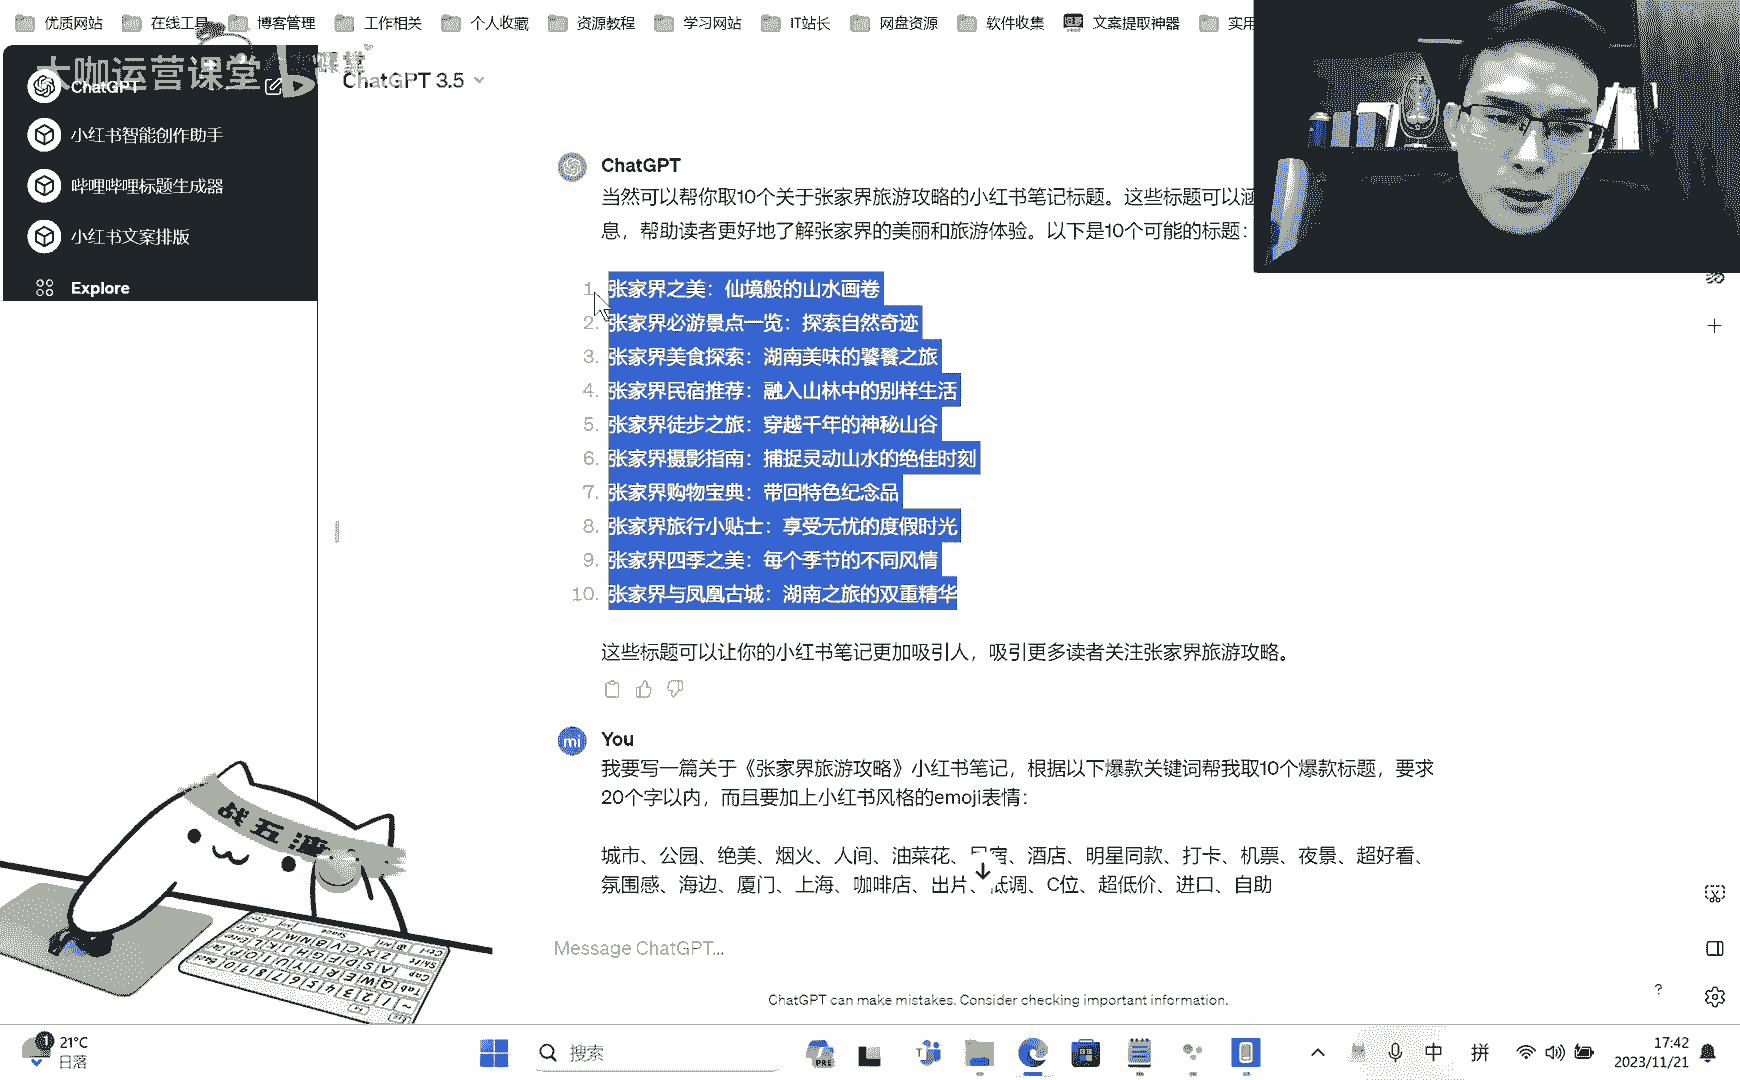 优质网站 在线工具 博客管理 工作相关 个人收藏 资源教程 学习网站 IT站长 网盘资源 软件收集 文案提取神器 实用
大咖运营课堂
ChatGPT
ChatGPT 3.5
小红书智能创作助手
哔哩哔哩标题生成器
小红书文案排版
Explore
ChatGPT
当然可以帮你取10个关于张家界旅游攻略的小红书笔记标题。这些标题可以涵
息，帮助读者更好地了解张家界的美丽和旅游体验。以下是10个可能的标题：
1. 张家界之美：仙境般的山水画卷
2. 张家界必游景点一览：探索自然奇迹
3. 张家界美食探索：湖南美味的饕餮之旅
4. 张家界民宿推荐：融入山林中的别样生活
5. 张家界徒步之旅：穿越千年的神秘山谷
6. 张家界摄影指南：捕捉灵动山水的绝佳时刻
7. 张家界购物宝典：带回特色纪念品
8. 张家界旅行小贴士：享受无忧的度假时光
9. 张家界四季之美：每个季节的不同风情
10. 张家界与凤凰古城：湖南之旅的双重精华
这些标题可以让你的小红书笔记更加吸引人，吸引更多读者关注张家界旅游攻略。
mi
You
我要写一篇关于《张家界旅游攻略》小红书笔记，根据以下爆款关键词帮我取10个爆款标题，要求
20个字以内，而且要加上小红书风格的emoji表情：
城市、公园、绝美、烟火、人间、油菜花、宿、酒店、明星同款、打卡、机票、夜景、超好看、
氛围感、海边、厦门、上海、咖啡店、出片、低调、C位、超低价、进口、自助
战五渣
Message ChatGPT...
ChatGPT can make mistakes. Consider checking important information.
?
1
21°C
日落
搜索
PRE
中
拼
17:42
2023/11/21